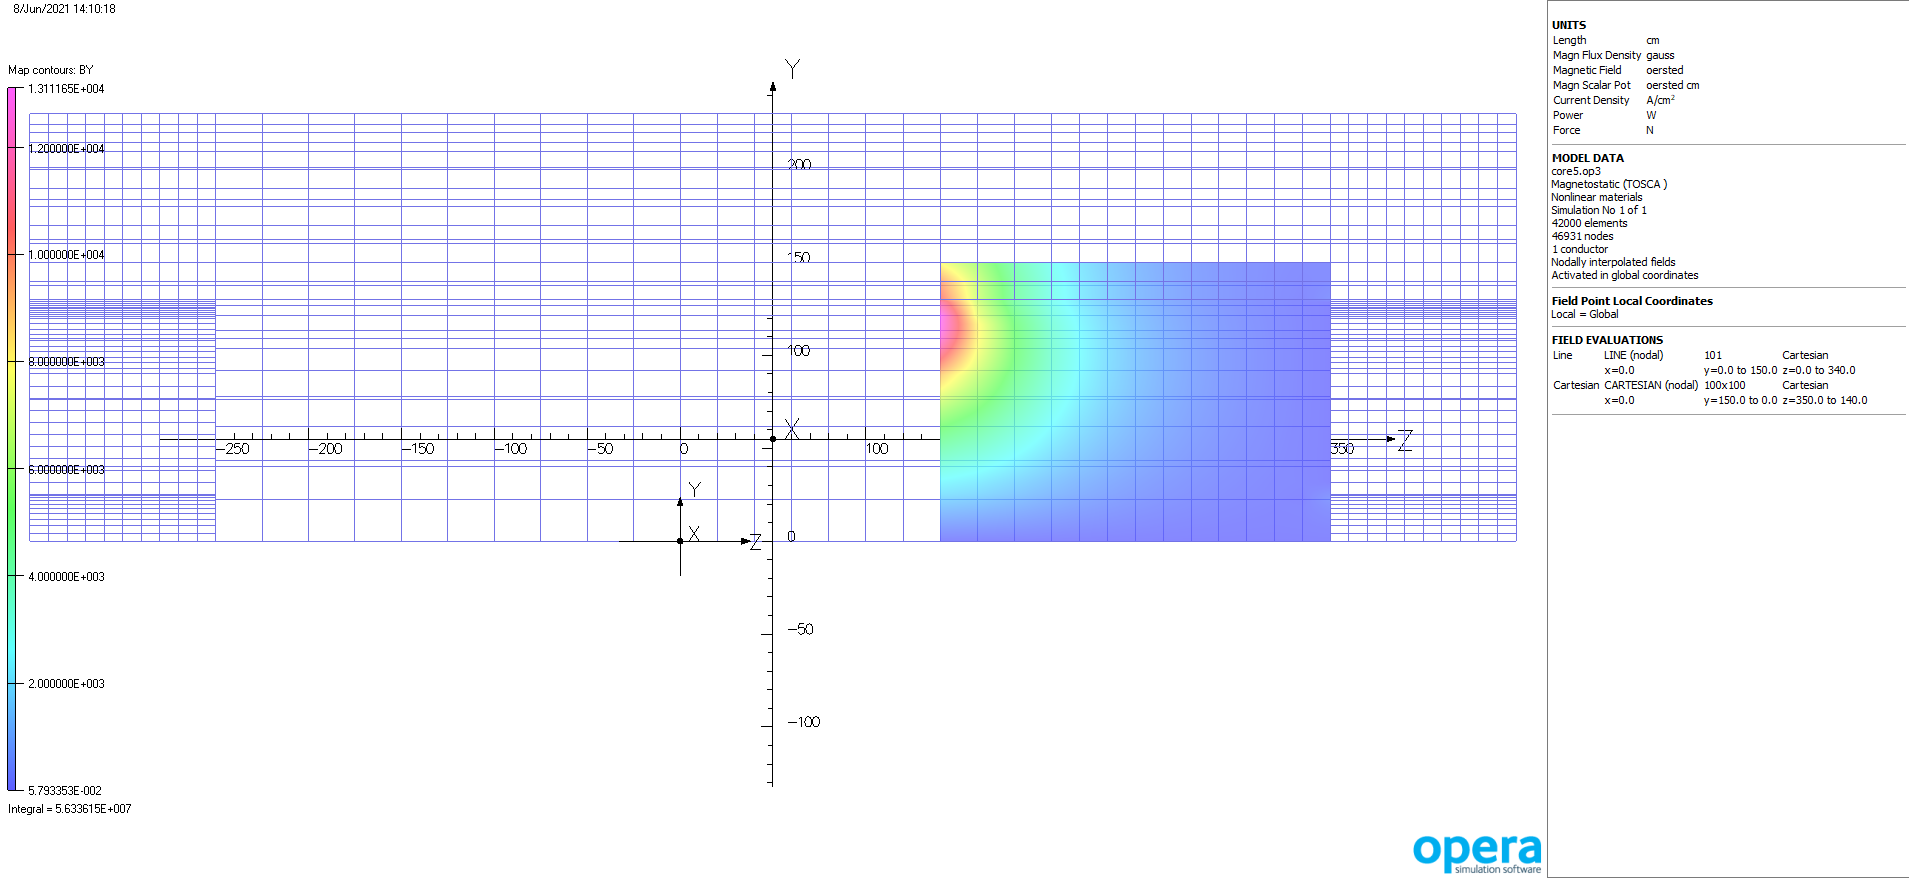 8/Jun/2021 14:10:18
Map contours: BY
1.311165E+004
1.200000E+004
1.000000E+004
8.000000E+003
6.000000E+003
4.000000E+003
2.000000E+003
5.793353E-002
Integral = 5.633615E+007
Y
200
150
100
X
-250 -200 -150 -100 -50 0 100 350 Z
Y
X
Z
0
-50
-100
UNITS
Length cm
Magn Flux Density gauss
Magnetic Field oersted
Magn Scalar Pot oersted cm
Current Density A/cm²
Power W
Force N
MODEL DATA
core5.op3
Magnetostatic (TOSCA )
Nonlinear materials
Simulation No 1 of 1
42000 elements
46931 nodes
1 conductor
Nodally interpolated fields
Activated in global coordinates
Field Point Local Coordinates
Local = Global
FIELD EVALUATIONS
Line LINE (nodal) 101 Cartesian
x=0.0 y=0.0 to 150.0 z=0.0 to 340.0
Cartesian CARTESIAN (nodal) 100x100 Cartesian
x=0.0 y=150.0 to 0.0 z=350.0 to 140.0
opera
simulation software